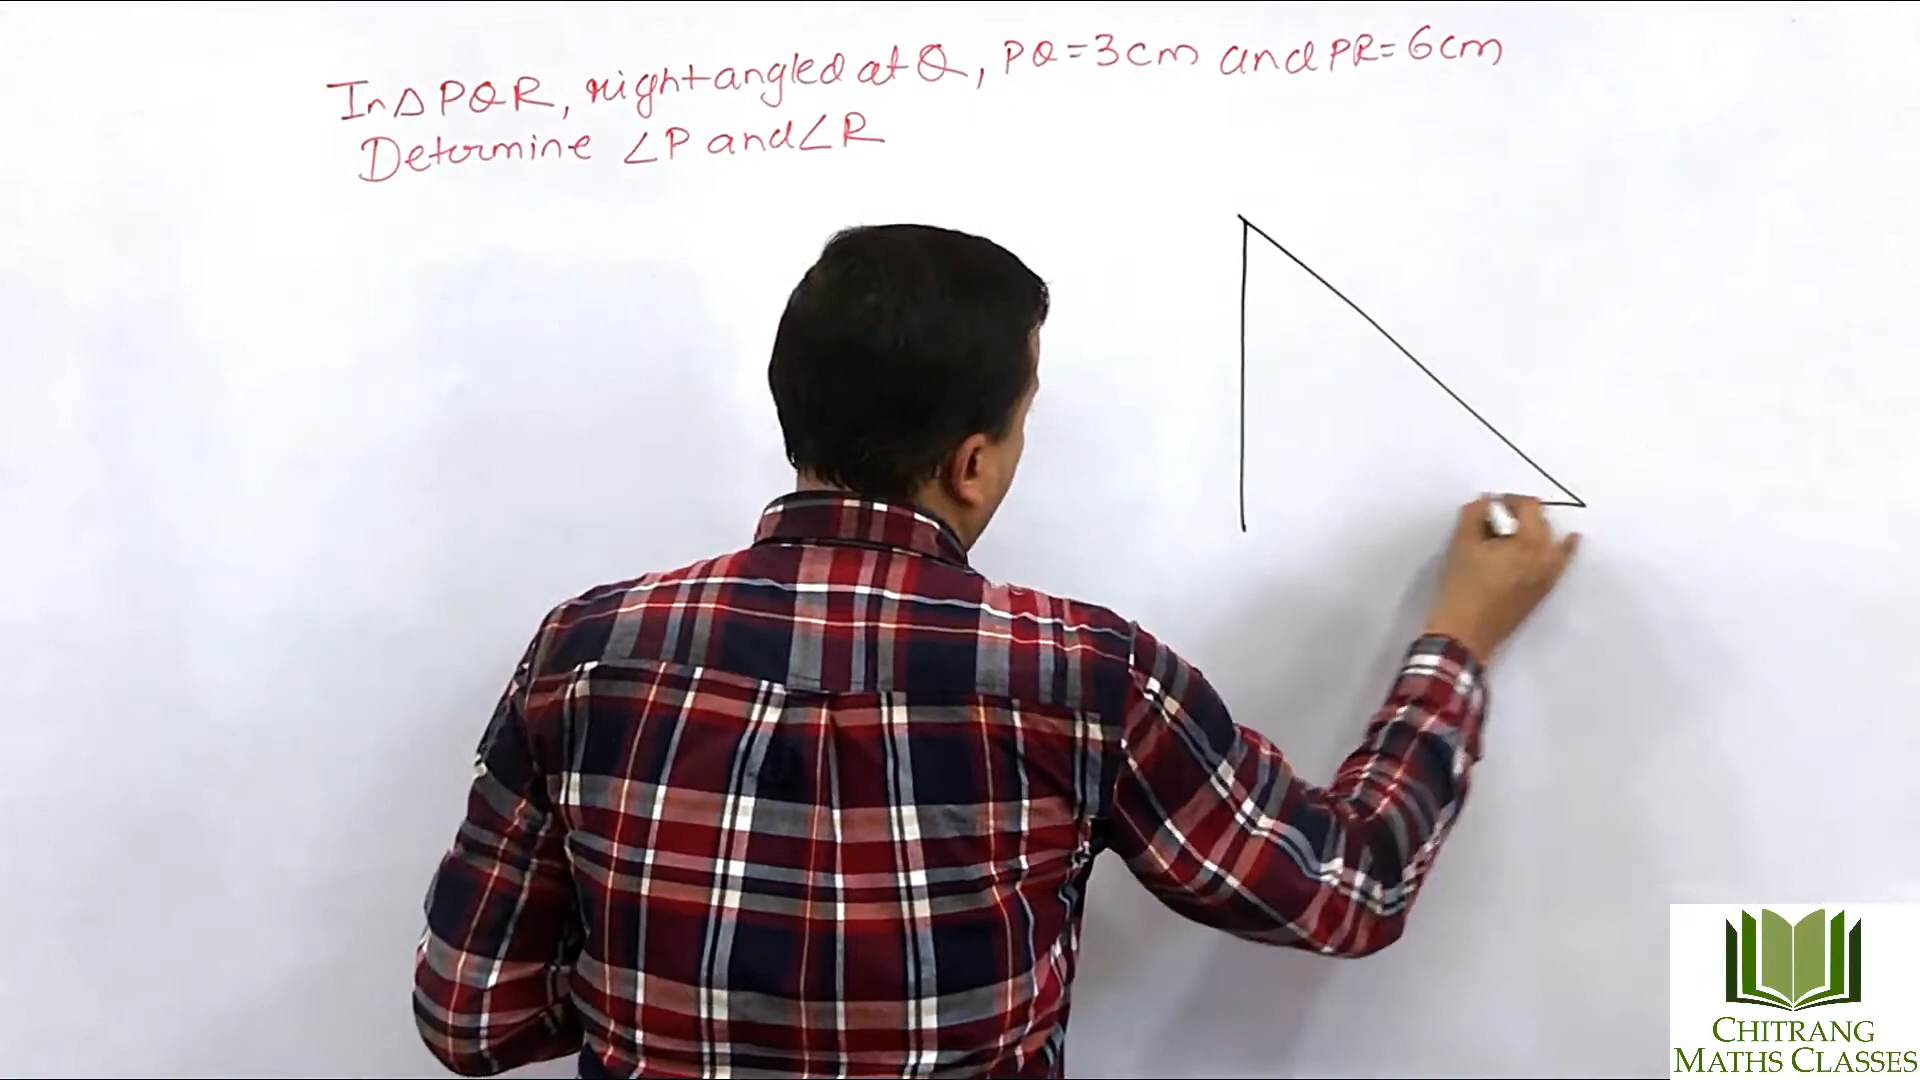 In △ PQR, right angled at Q, PQ = 3cm and PR = 6cm
Determine ∠P and ∠R
CHITRANG
MATHS CLASSES